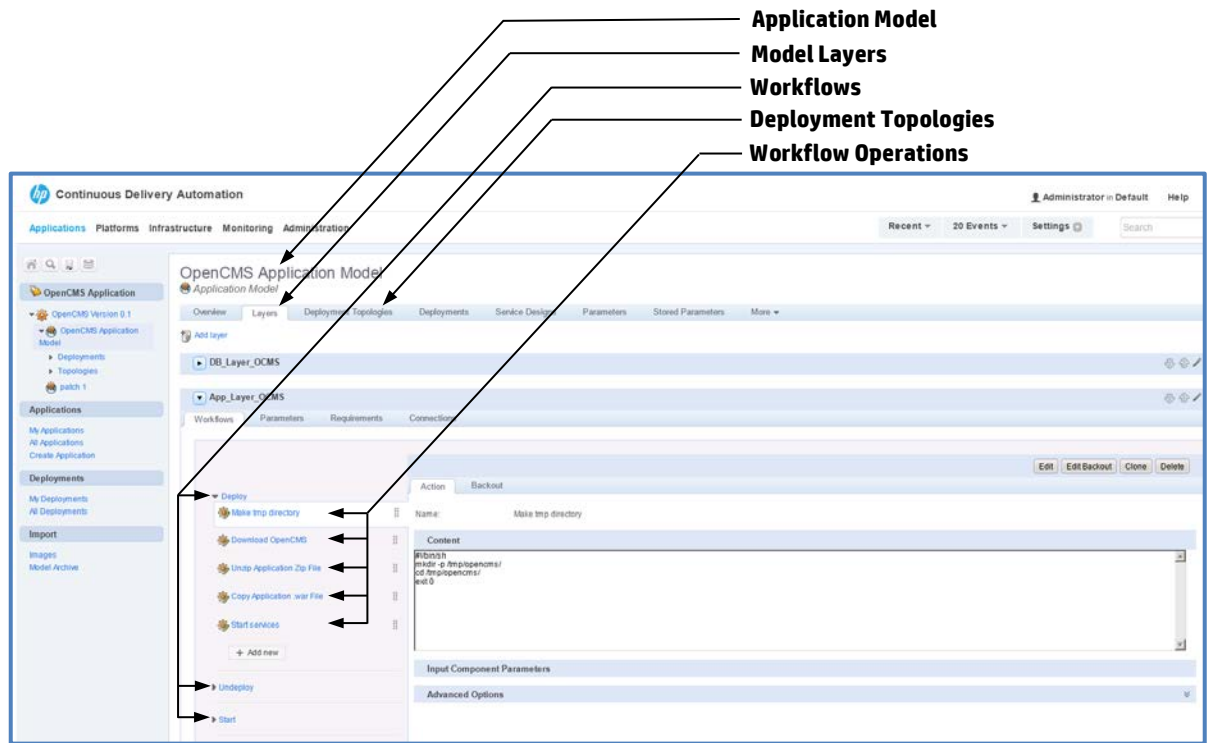 Application Model
Model Layers
Workflows
Deployment Topologies
Workflow Operations
hp Continuous Delivery Automation
Administrator in Default Help
Applications Platforms Infrastructure Monitoring Administration
Recent 20 Events Settings Search
OpenCMS Application Model
Application Model
OpenCMS Application
OpenCMS Version 0.1
OpenCMS Application
Model
Deployments
Topologies
patch 1
Applications
My Applications
All Applications
Create Application
Deployments
My Deployments
All Deployments
Import
Images
Model Archive
Overview Layers Deployment Topologies Deployments Service Designs Parameters Stored Parameters More
Add layer
DB_Layer_OCMS
App_Layer_OCMS
Workflows Parameters Requirements Connections
Edit Edit Backout Clone Delete
Deploy
Make tmp directory
Download OpenCMS
Unzip Application Zip File
Copy Application .war File
Start services
+ Add new
Undeploy
Start
Action Backout
Name: Make tmp directory
Content
#!/bin/sh
mkdir -p /tmp/opencms/
cd /tmp/opencms/
exit 0
Input Component Parameters
Advanced Options